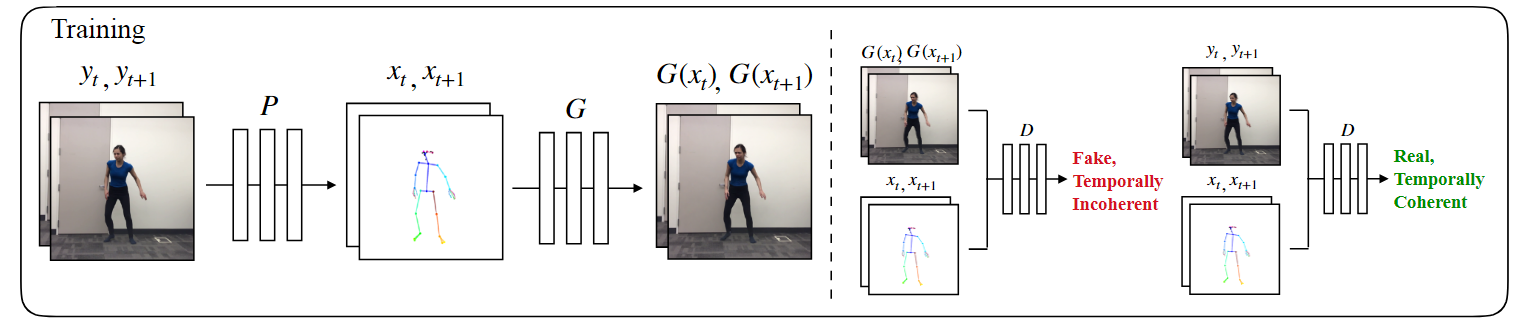 Training
y_t , y_{t+1}
P
x_t , x_{t+1}
G
G(x_t), G(x_{t+1})
G(x_t), G(x_{t+1})
x_t, x_{t+1}
D
Fake,
Temporally
Incoherent
y_t , y_{t+1}
x_t, x_{t+1}
D
Real,
Temporally
Coherent